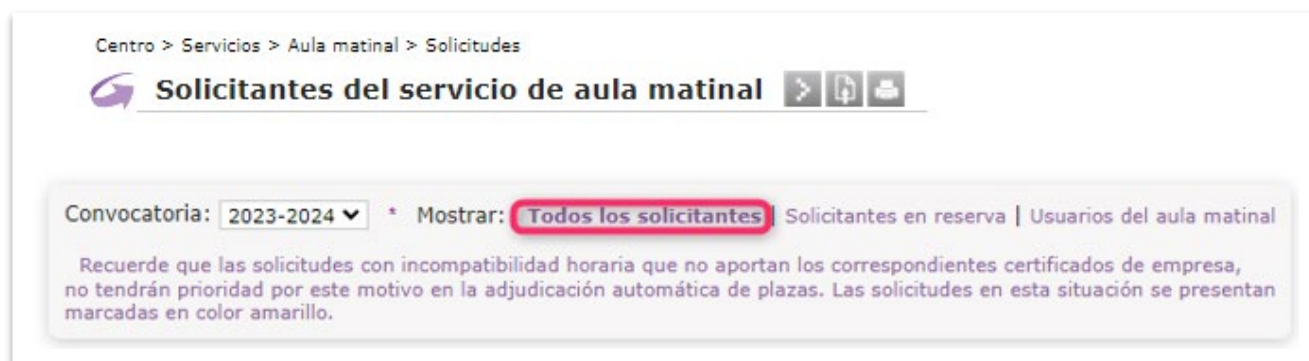 Centro > Servicios > Aula matinal > Solicitudes
Solicitantes del servicio de aula matinal
Convocatoria: 2023-2024 * Mostrar: Todos los solicitantes | Solicitantes en reserva | Usuarios del aula matinal
Recuerde que las solicitudes con incompatibilidad horaria que no aportan los correspondientes certificados de empresa,
no tendrán prioridad por este motivo en la adjudicación automática de plazas. Las solicitudes en esta situación se presentan
marcadas en color amarillo.